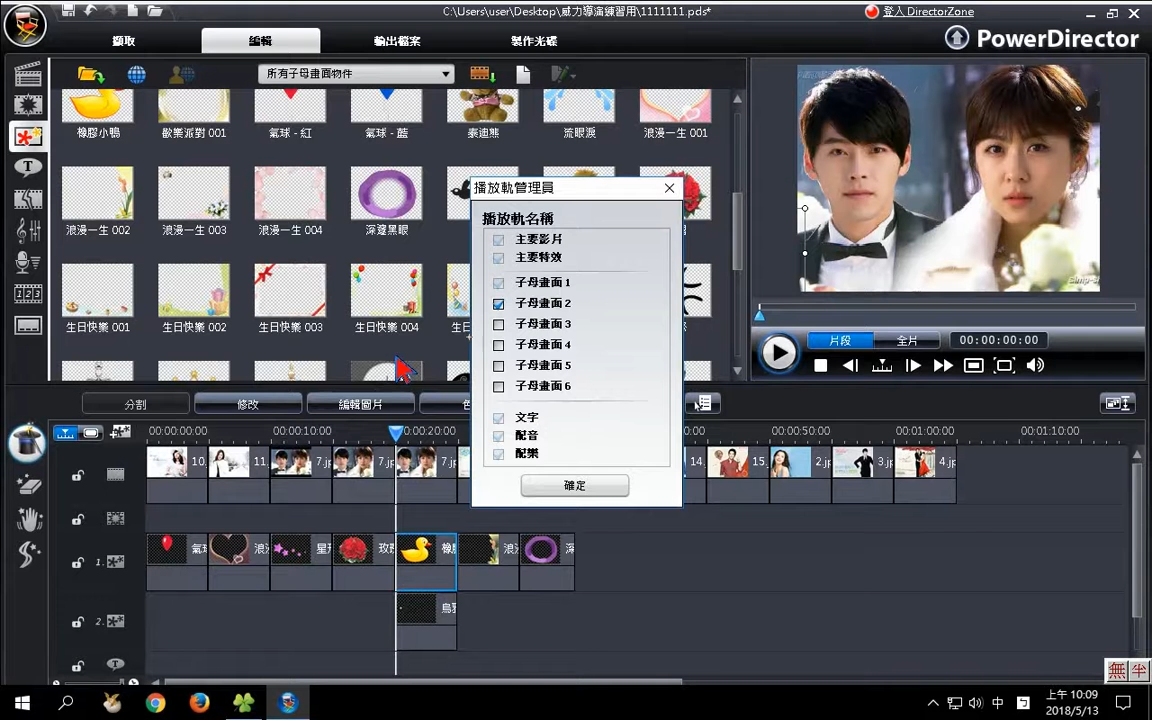 C:\Users\user\Desktop\威力導演練習用\1111111.pds*
登入 DirectorZone
擷取
編輯
輸出檔案
製作光碟
PowerDirector
所有子母畫面物件
橡膠小鴨
歡樂派對 001
氣球 - 紅
氣球 - 藍
泰迪熊
流眼淚
浪漫一生 001
浪漫一生 002
浪漫一生 003
浪漫一生 004
深邃黑眼
生日快樂 001
生日快樂 002
生日快樂 003
生日快樂 004
播放軌管理員
播放軌名稱
主要影片
主要特效
子母畫面 1
子母畫面 2
子母畫面 3
子母畫面 4
子母畫面 5
子母畫面 6
文字
配音
配樂
確定
片段
全片
00:00:00:00
分割
修改
編輯圖片
00:00:00:00
00:00:10:00
0:00:20:00
00:00:50:00
00:01:00:00
00:01:10:00
10.
11.
7.jp
7.jp
7.jp
14.
15.
2.jp
3.jp
4.jp
1.
2.
無
半
中
上午 10:09
2018/5/13